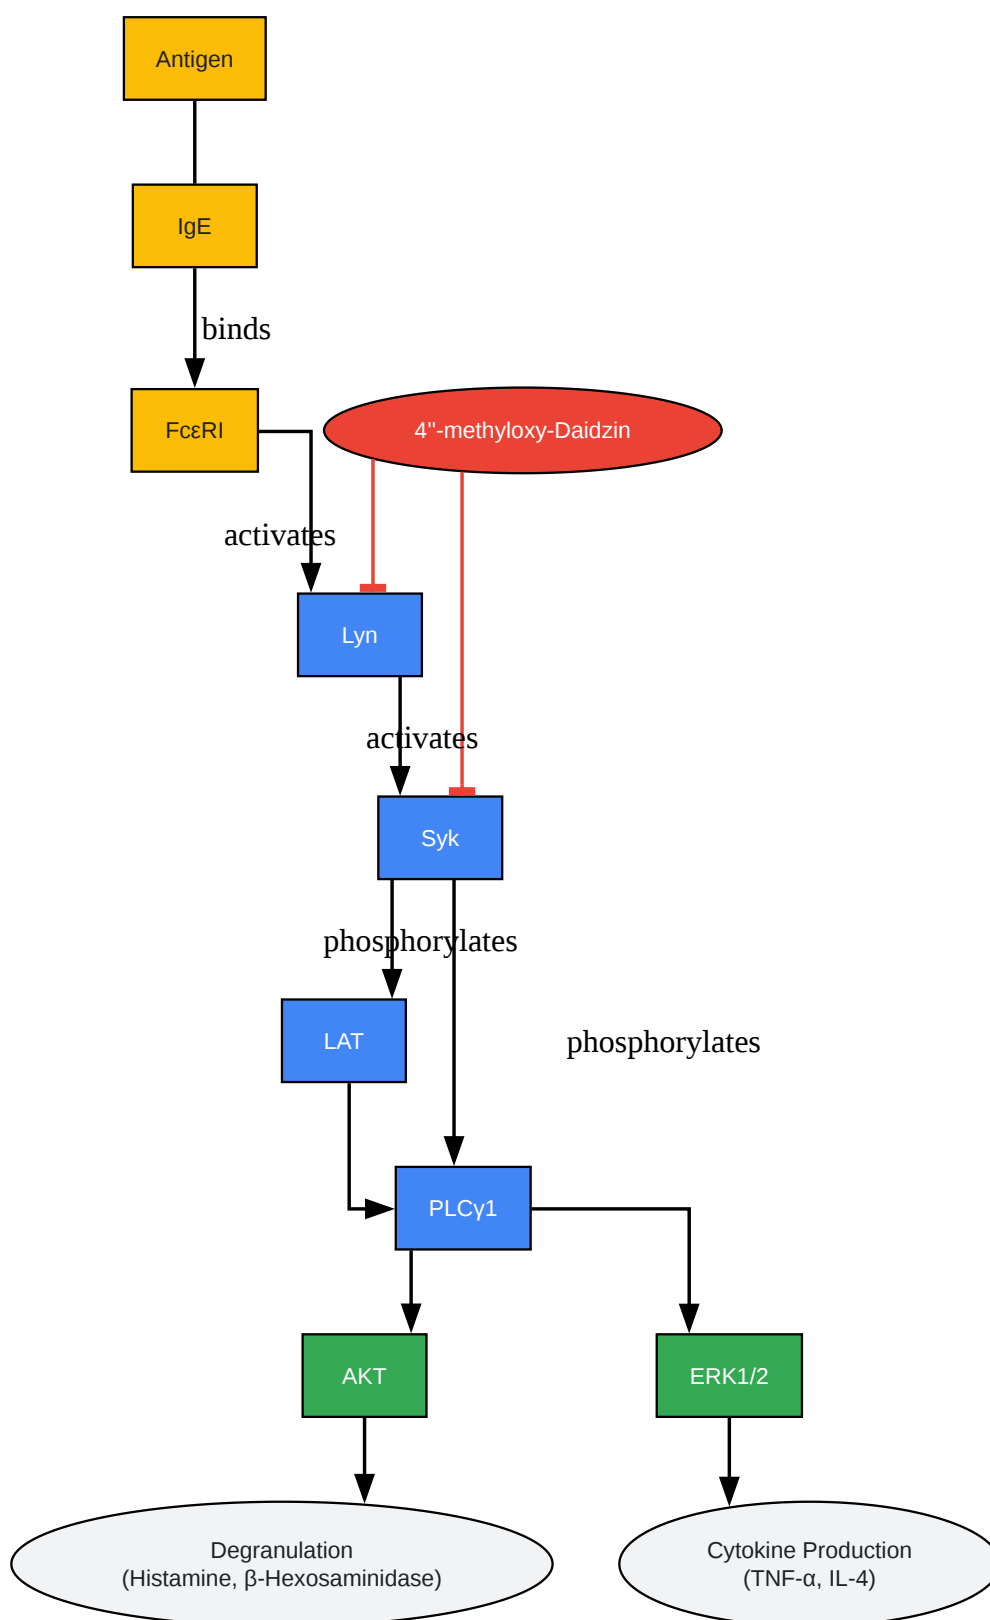 Antigen
IgE
binds
FcεRI
4"-methyloxy-Daidzin
activates
Lyn
activates
Syk
phosphorylates
LAT
phosphorylates
PLCγ1
AKT
ERK1/2
Degranulation
(Histamine, β-Hexosaminidase)
Cytokine Production
(TNF-α, IL-4)